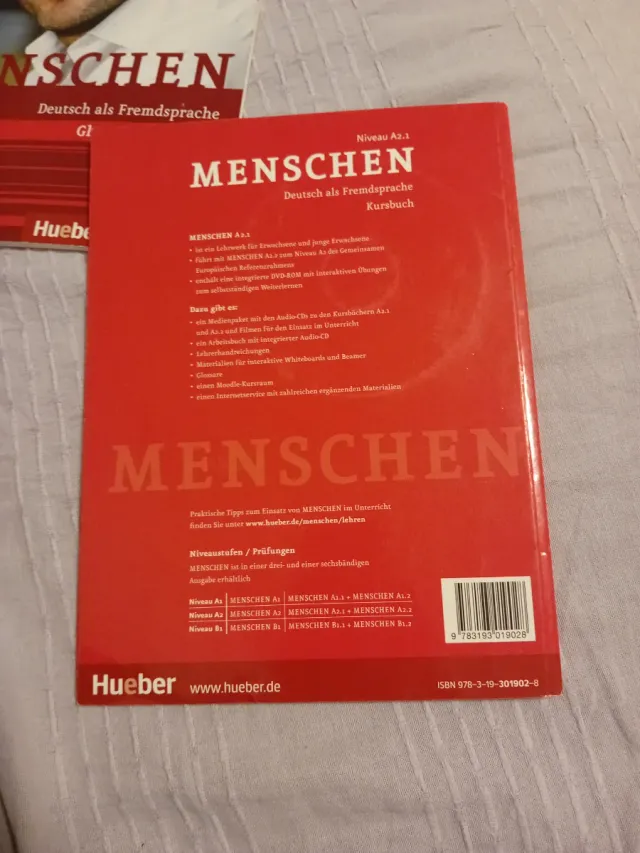 NSCHEN
Deutsch als Fremdsprache
Gl
Hueber
Niveau A2.1
MENSCHEN
Deutsch als Fremdsprache
Kursbuch
MENSCHEN A2.1
• ist ein Lehrwerk für Erwachsene und junge Erwachsene
• führt mit MENSCHEN A2.2 zum Niveau A2 der Gemeinsamen
Europäischen Referenzrahmens
• enthält eine integrierte DVD-ROM mit interaktiven Übungen
zum selbstständigen Weiterlernen
Dazu gibt es:
• ein Medienpaket mit den Audio-CDs zu den Kursbüchern A2.1
und A2.2 und Filmen für den Einsatz im Unterricht
• ein Arbeitsbuch mit integrierter Audio-CD
• Lehrerhandreichungen
• Materialien für interaktive Whiteboards und Beamer
• Glossare
• einen Moodle-Kursraum
• einen Internetservice mit zahlreichen ergänzenden Materialien
MENSCHEN
Praktische Tipps zum Einsatz von MENSCHEN im Unterricht
finden Sie unter www.hueber.de/menschen/lehren
Niveaustufen / Prüfungen
MENSCHEN ist in einer drei- und einer sechsbändigen
Ausgabe erhältlich
Niveau A1 | MENSCHEN A1 | MENSCHEN A1.1 + MENSCHEN A1.2
Niveau A2 | MENSCHEN A2 | MENSCHEN A2.1 + MENSCHEN A2.2
Niveau B1 | MENSCHEN B1 | MENSCHEN B1.1 + MENSCHEN B1.2
9 783193 019028
Hueber www.hueber.de ISBN 978-3-19-301902-8